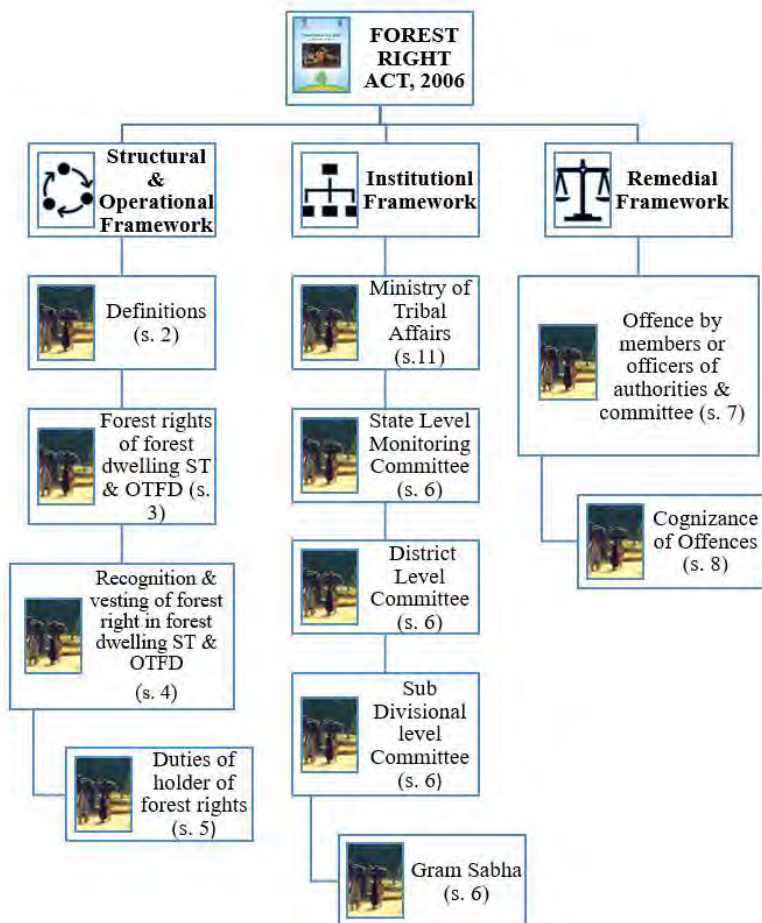 FOREST
RIGHT
ACT, 2006
Structural
&
Operational
Framework
Definitions
(s. 2)
Forest rights
of forest
dwelling ST
& OTFD (s.
3)
Recognition &
vesting of forest
right in forest
dwelling ST &
OTFD
(s. 4)
Duties of
holder of
forest rights
(s. 5)
Institutionl
Framework
Ministry of
Tribal
Affairs
(s.11)
State Level
Monitoring
Committee
(s. 6)
District
Level
Committee
(s. 6)
Sub
Divisional
level
Committee
(s. 6)
Gram Sabha
(s. 6)
Remedial
Framework
Offence by
members or
officers of
authorities &
committee (s. 7)
Cognizance
of Offences
(s. 8)